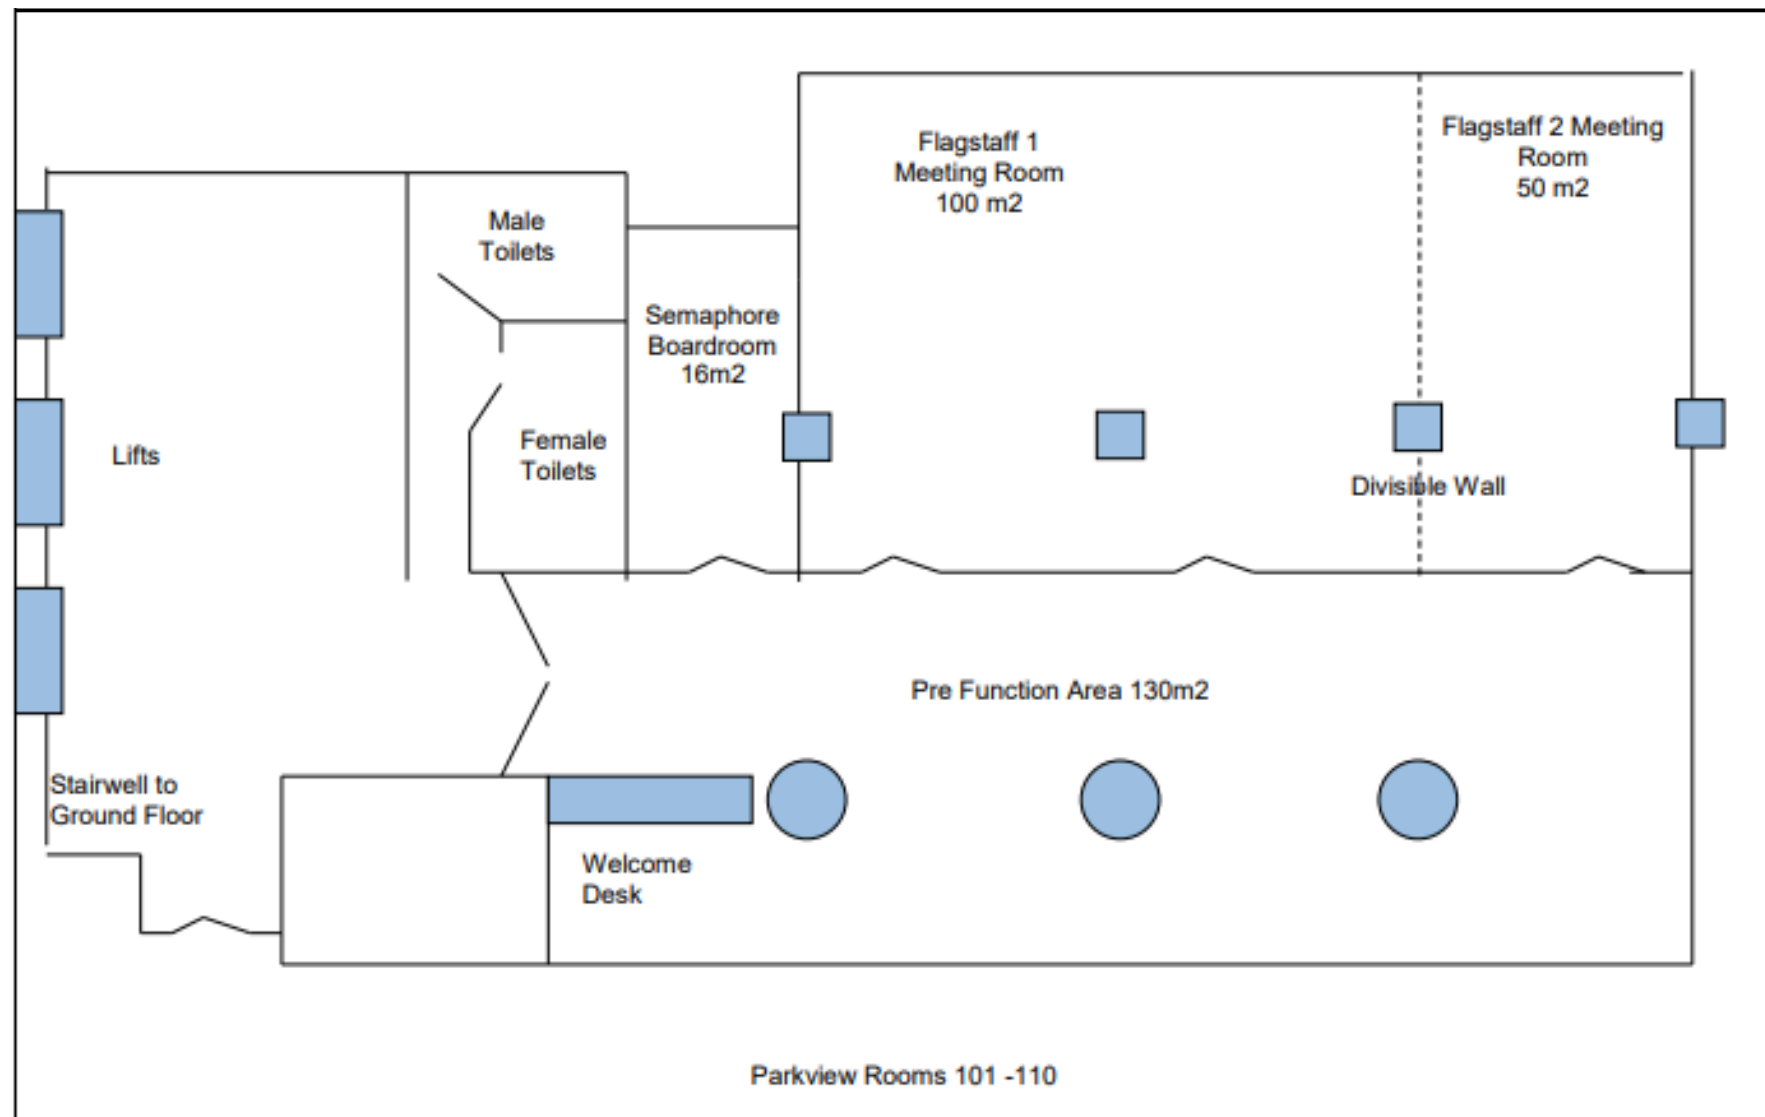 Flagstaff 1
Meeting Room
100 m2
Flagstaff 2 Meeting
Room
50 m2
Male
Toilets
Semaphore
Boardroom
16m2
Lifts
Female
Toilets
Divisible Wall
Pre Function Area 130m2
Stairwell to
Ground Floor
Welcome
Desk
Parkview Rooms 101 -110